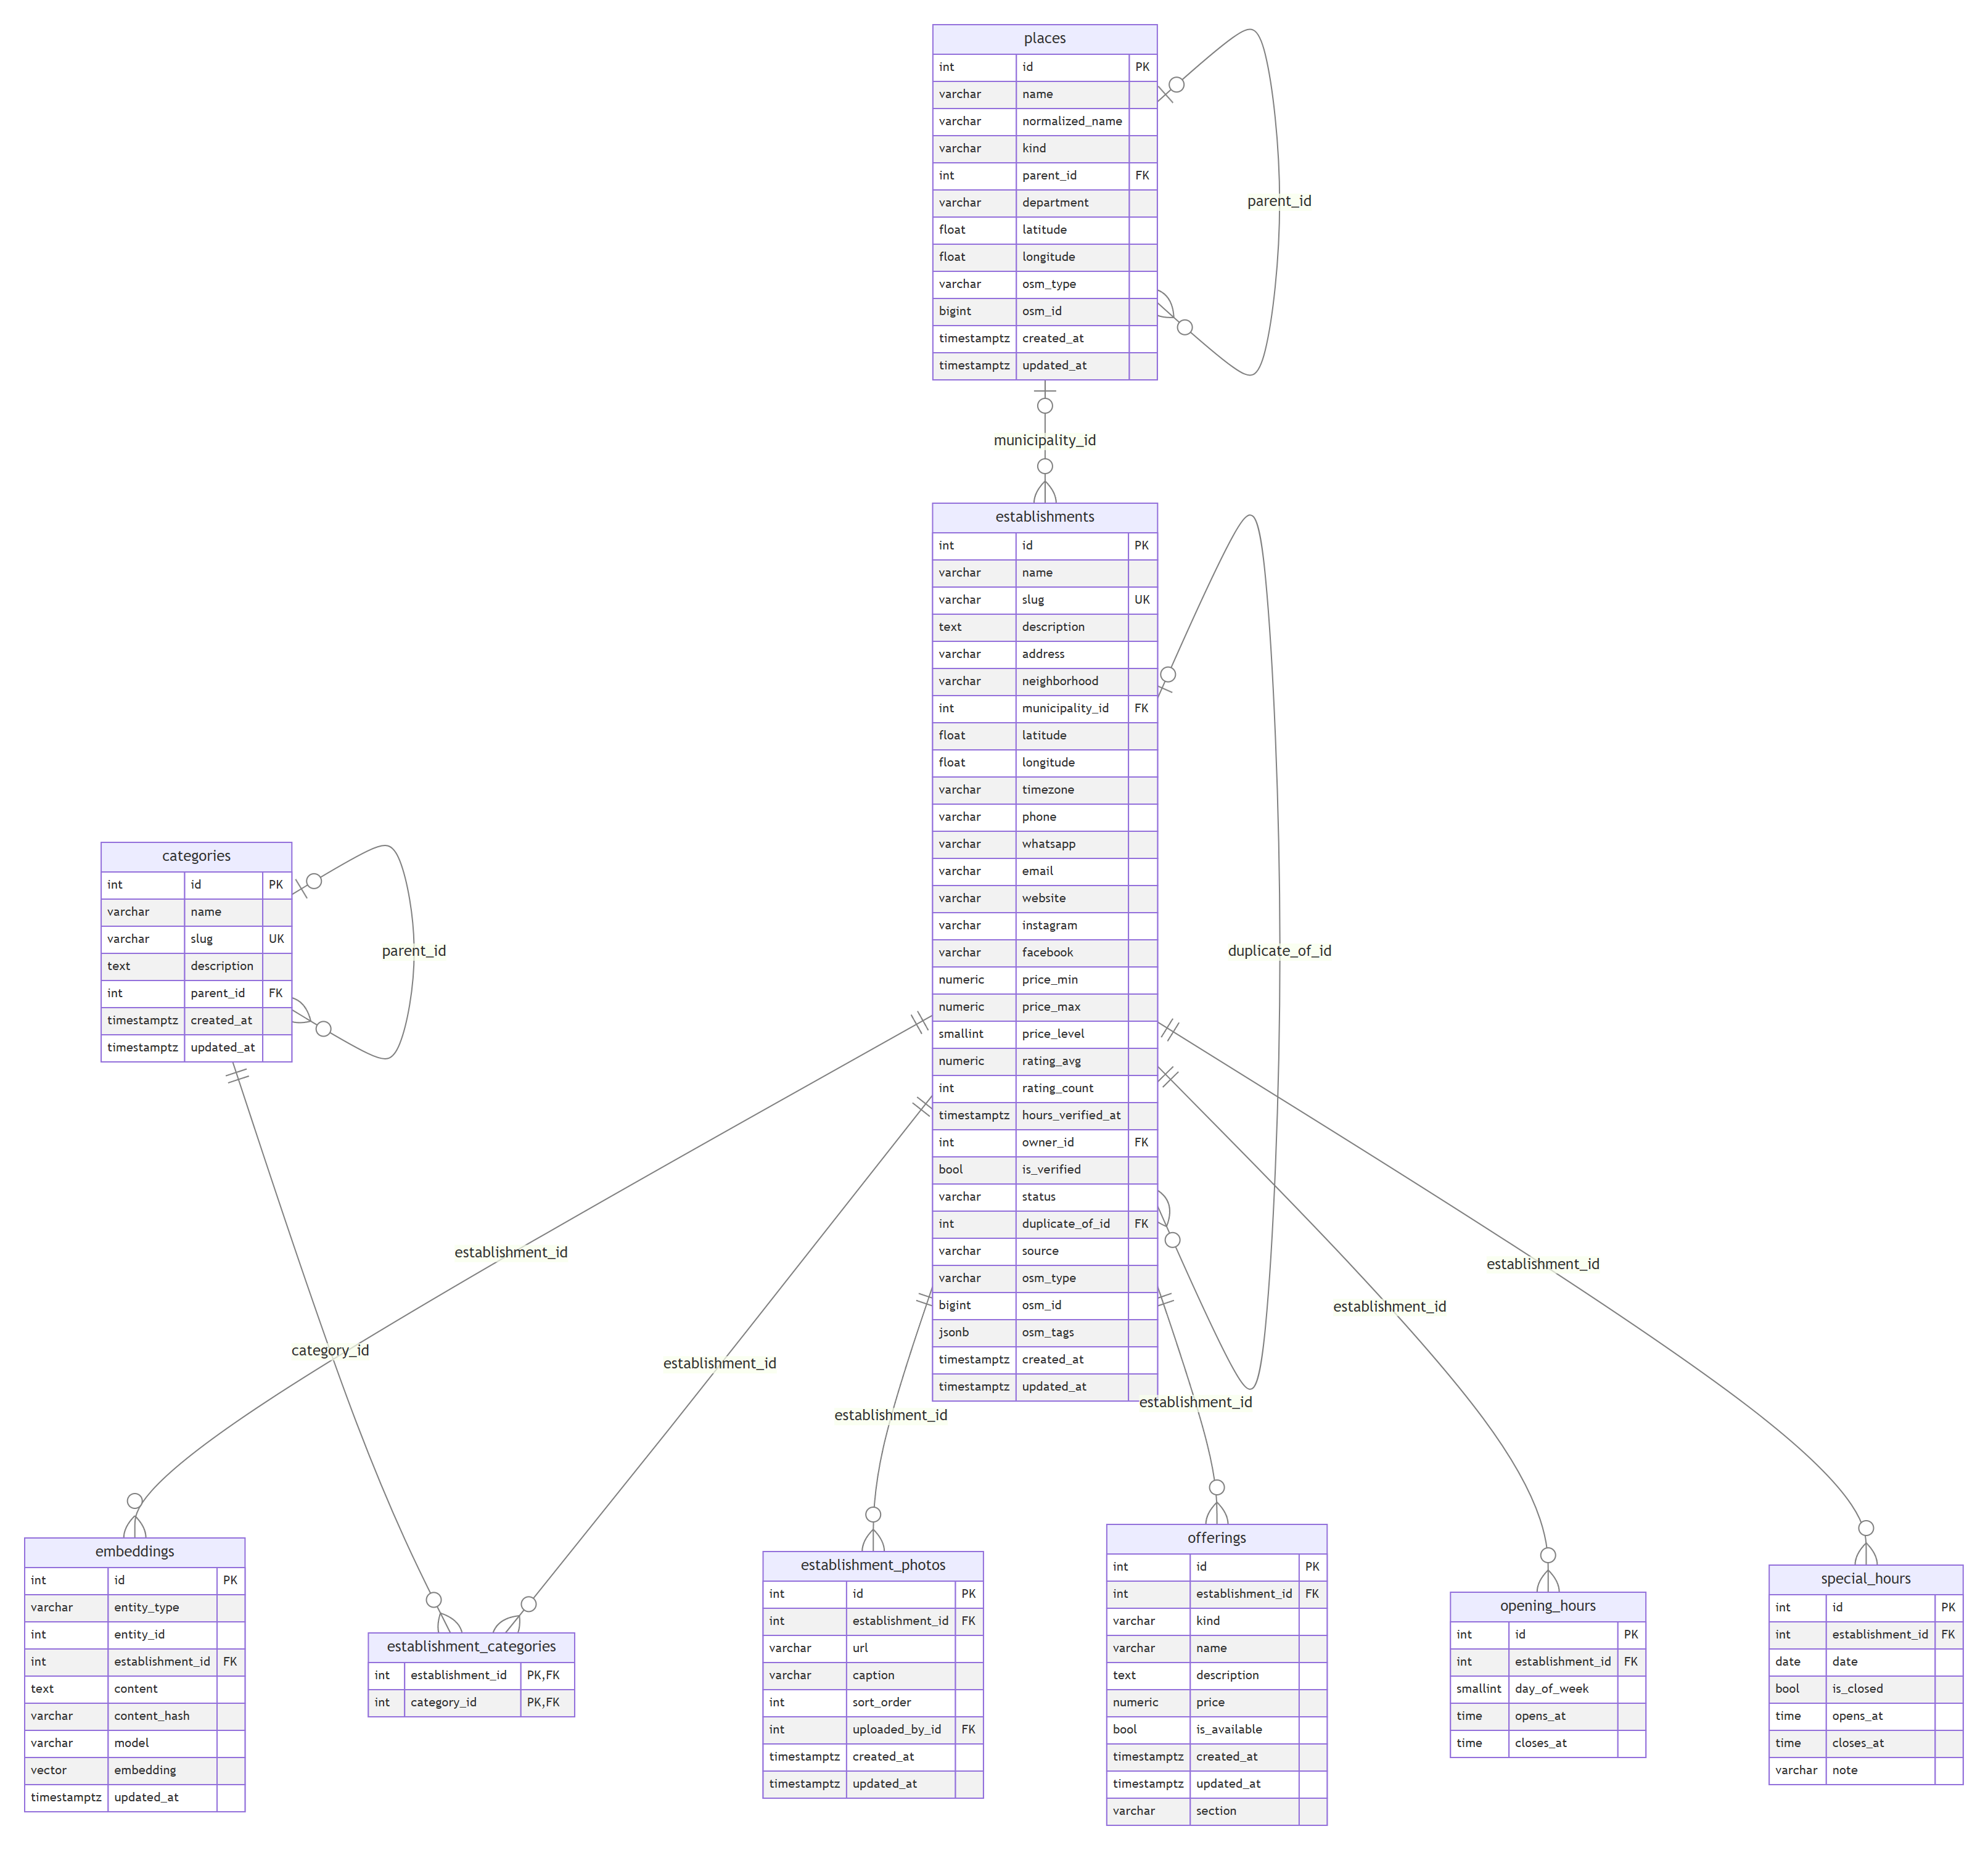 places
int id PK
varchar name
varchar normalized_name
varchar kind
int parent_id FK
varchar department
float latitude
float longitude
varchar osm_type
bigint osm_id
timestamptz created_at
timestamptz updated_at
parent_id
municipality_id
establishments
int id PK
varchar name
varchar slug UK
text description
varchar address
varchar neighborhood
int municipality_id FK
float latitude
float longitude
varchar timezone
varchar phone
varchar whatsapp
varchar email
varchar website
varchar instagram
varchar facebook
numeric price_min
numeric price_max
smallint price_level
numeric rating_avg
int rating_count
timestamptz hours_verified_at
int owner_id FK
bool is_verified
varchar status
int duplicate_of_id FK
varchar source
varchar osm_type
bigint osm_id
jsonb osm_tags
timestamptz created_at
timestamptz updated_at
duplicate_of_id
categories
int id PK
varchar name
varchar slug UK
text description
int parent_id FK
timestamptz created_at
timestamptz updated_at
parent_id
establishment_id
category_id
establishment_id
establishment_id
establishment_id
establishment_id
establishment_id
embeddings
int id PK
varchar entity_type
int entity_id
int establishment_id FK
text content
varchar content_hash
varchar model
vector embedding
timestamptz updated_at
establishment_categories
int establishment_id PK,FK
int category_id PK,FK
establishment_photos
int id PK
int establishment_id FK
varchar url
varchar caption
int sort_order
int uploaded_by_id FK
timestamptz created_at
timestamptz updated_at
offerings
int id PK
int establishment_id FK
varchar kind
varchar name
text description
numeric price
bool is_available
timestamptz created_at
timestamptz updated_at
varchar section
opening_hours
int id PK
int establishment_id FK
smallint day_of_week
time opens_at
time closes_at
special_hours
int id PK
int establishment_id FK
date date
bool is_closed
time opens_at
time closes_at
varchar note